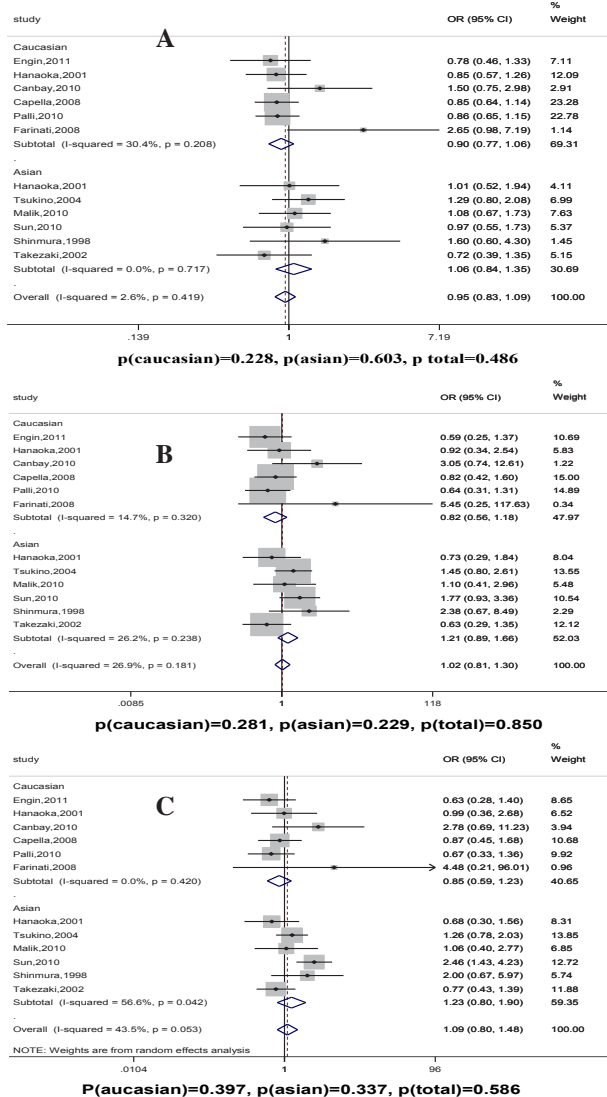 %
study OR (95% CI) Weight
A
Caucasian
Engin,2011 0.78 (0.46, 1.33) 7.11
Hanaoka,2001 0.85 (0.57, 1.26) 12.09
Canbay,2010 1.50 (0.75, 2.98) 2.91
Capella,2008 0.85 (0.64, 1.14) 23.28
Palli,2010 0.86 (0.65, 1.15) 22.78
Farinati,2008 2.65 (0.98, 7.19) 1.14
Subtotal (I-squared = 30.4%, p = 0.208) 0.90 (0.77, 1.06) 69.31
.
Asian
Hanaoka,2001 1.01 (0.52, 1.94) 4.11
Tsukino,2004 1.29 (0.80, 2.08) 6.99
Malik,2010 1.08 (0.67, 1.73) 7.63
Sun,2010 0.97 (0.55, 1.73) 5.37
Shinmura,1998 1.60 (0.60, 4.30) 1.45
Takezaki,2002 0.72 (0.39, 1.35) 5.15
Subtotal (I-squared = 0.0%, p = 0.717) 1.06 (0.84, 1.35) 30.69
.
Overall (I-squared = 2.6%, p = 0.419) 0.95 (0.83, 1.09) 100.00
.139 1 7.19
p(caucasian)=0.228, p(asian)=0.603, p total=0.486
%
study OR (95% CI) Weight
Caucasian
B
Engin,2011 0.59 (0.25, 1.37) 10.69
Hanaoka,2001 0.92 (0.34, 2.54) 5.83
Canbay,2010 3.05 (0.74, 12.61) 1.22
Capella,2008 0.82 (0.42, 1.60) 15.00
Palli,2010 0.64 (0.31, 1.31) 14.89
Farinati,2008 5.45 (0.25, 117.63) 0.34
Subtotal (I-squared = 14.7%, p = 0.320) 0.82 (0.56, 1.18) 47.97
.
Asian
Hanaoka,2001 0.73 (0.29, 1.84) 8.04
Tsukino,2004 1.45 (0.80, 2.61) 13.55
Malik,2010 1.10 (0.41, 2.96) 5.48
Sun,2010 1.77 (0.93, 3.36) 10.54
Shinmura,1998 2.38 (0.67, 8.49) 2.29
Takezaki,2002 0.63 (0.29, 1.35) 12.12
Subtotal (I-squared = 26.2%, p = 0.238) 1.21 (0.89, 1.66) 52.03
.
Overall (I-squared = 26.9%, p = 0.181) 1.02 (0.81, 1.30) 100.00
.0085 1 118
p(caucasian)=0.281, p(asian)=0.229, p(total)=0.850
%
study OR (95% CI) Weight
Caucasian
C
Engin,2011 0.63 (0.28, 1.40) 8.65
Hanaoka,2001 0.99 (0.36, 2.68) 6.52
Canbay,2010 2.78 (0.69, 11.23) 3.94
Capella,2008 0.87 (0.45, 1.68) 10.68
Palli,2010 0.67 (0.33, 1.36) 9.92
Farinati,2008 4.48 (0.21, 96.01) 0.96
Subtotal (I-squared = 0.0%, p = 0.420) 0.85 (0.59, 1.23) 40.65
.
Asian
Hanaoka,2001 0.68 (0.30, 1.56) 8.31
Tsukino,2004 1.26 (0.78, 2.03) 13.85
Malik,2010 1.06 (0.40, 2.77) 6.85
Sun,2010 2.46 (1.43, 4.23) 12.72
Shinmura,1998 2.00 (0.67, 5.97) 5.74
Takezaki,2002 0.77 (0.43, 1.39) 11.88
Subtotal (I-squared = 56.6%, p = 0.042) 1.23 (0.80, 1.90) 59.35
.
Overall (I-squared = 43.5%, p = 0.053) 1.09 (0.80, 1.48) 100.00
NOTE: Weights are from random effects analysis
.0104 1 96
P(aucasian)=0.397, p(asian)=0.337, p(total)=0.586